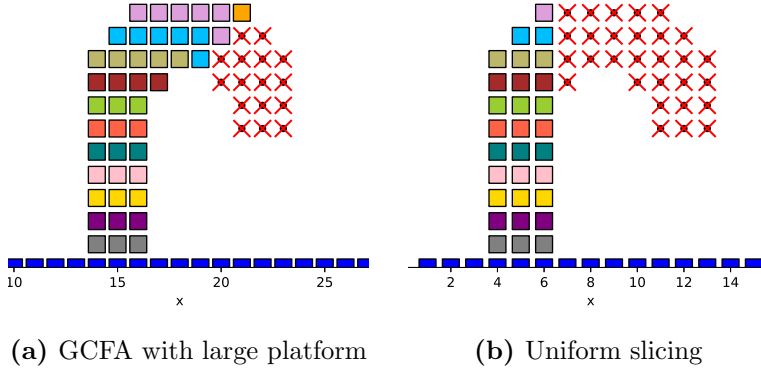 10 15 20 25
x
2 4 6 8 10 12 14
x
(a) GCFA with large platform
(b) Uniform slicing